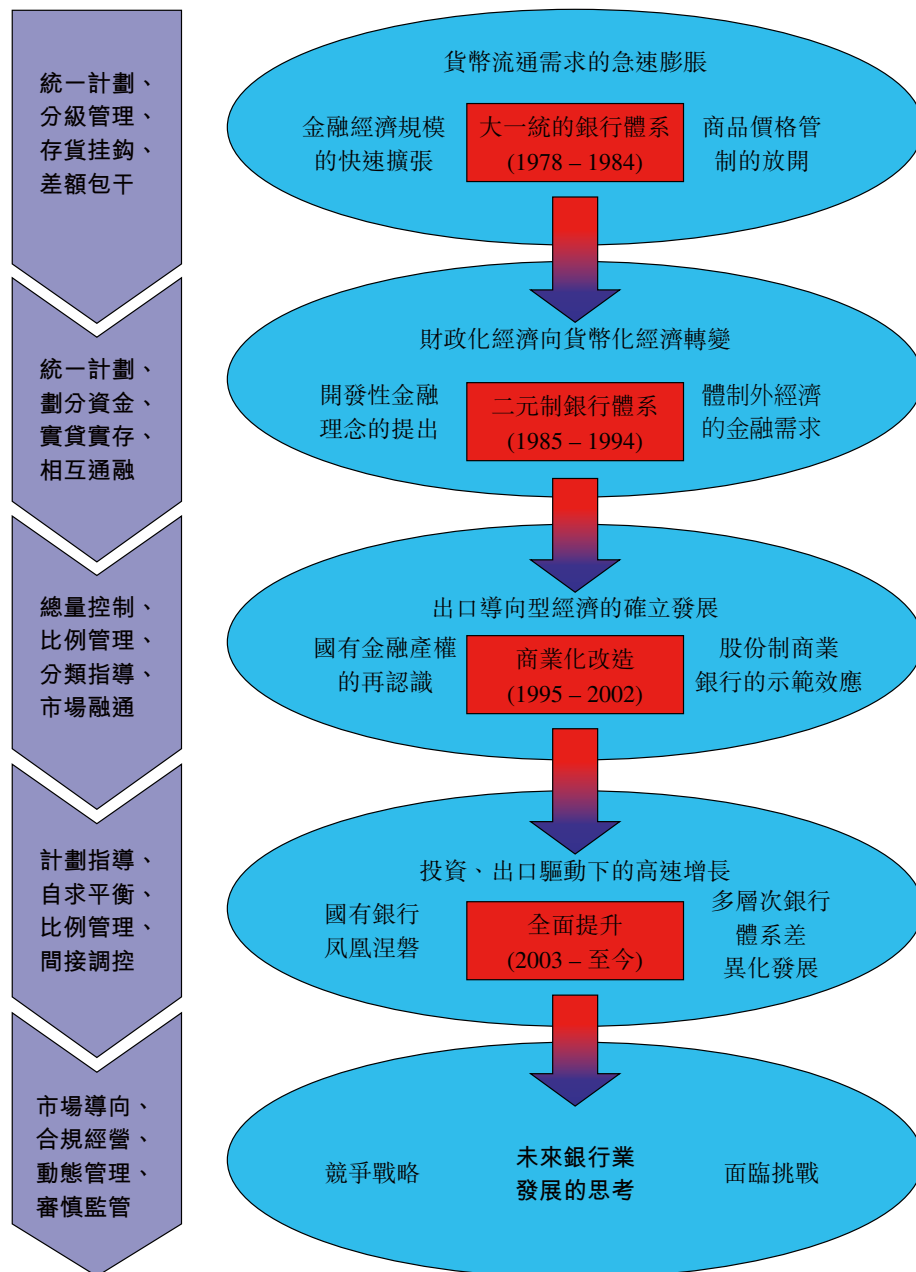 統一計劃、
分級管理、
存貨挂鈎、
差額包干
貨幣流通需求的急速膨脹
金融經濟規模
的快速擴張
大一統的銀行體系
(1978 – 1984)
商品價格管
制的放開
統一計劃、
劃分資金、
實貸實存、
相互通融
財政化經濟向貨幣化經濟轉變
開發性金融
理念的提出
二元制銀行體系
(1985 – 1994)
體制外經濟
的金融需求
總量控制、
比例管理、
分類指導、
市場融通
出口導向型經濟的確立發展
國有金融產權
的再認識
商業化改造
(1995 – 2002)
股份制商業
銀行的示範效應
計劃指導、
自求平衡、
比例管理、
間接調控
投資、出口驅動下的高速增長
國有銀行
凤凰涅磐
全面提升
(2003 – 至今)
多層次銀行
體系差
異化發展
市場導向、
合規經營、
動態管理、
審慎監管
競爭戰略
未來銀行業
發展的思考
面臨挑戰